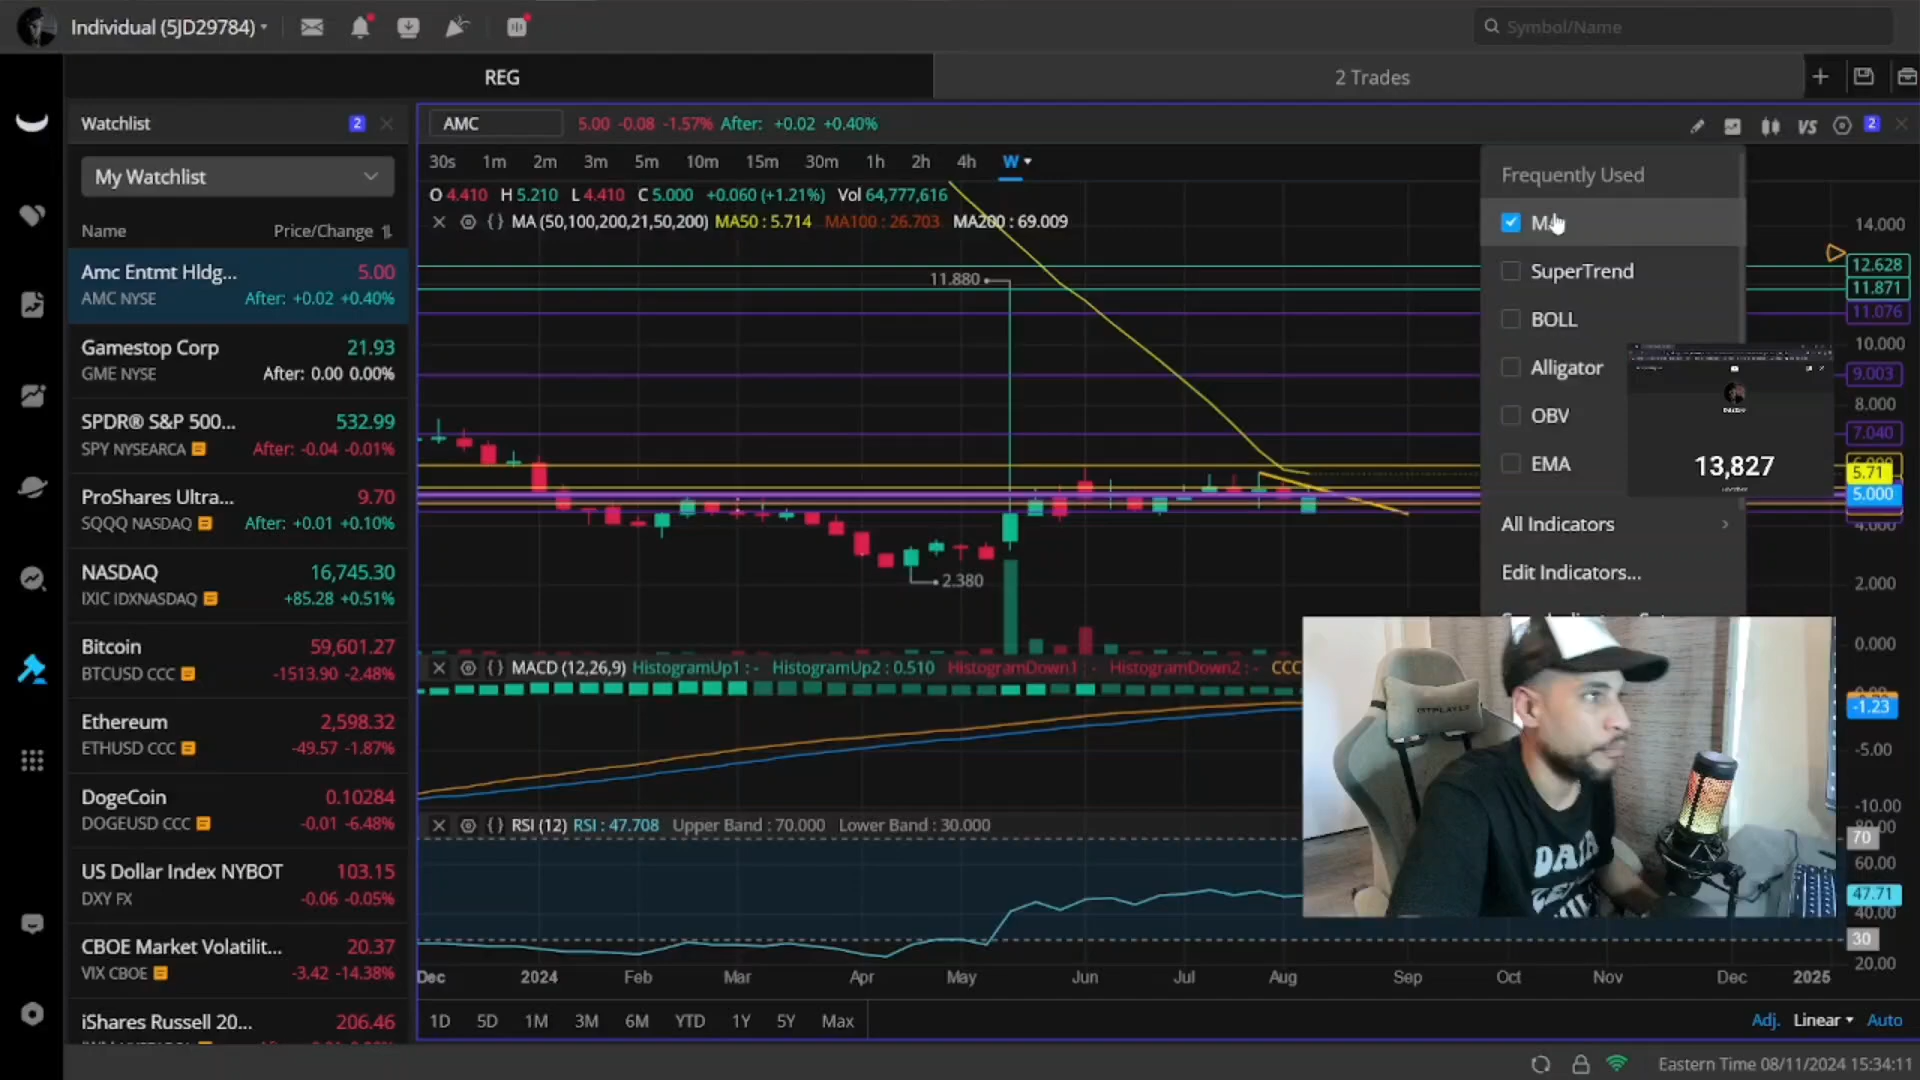 Individual (5JD29784)
Symbol/Name
REG
2 Trades
Watchlist
2
AMC
5.00 -0.08 -1.57% After: +0.02 +0.40%
VS
2
My Watchlist
30s 1m 2m 3m 5m 10m 15m 30m 1h 2h 4h W
O 4.410 H 5.210 L 4.410 C 5.000 +0.060 (+1.21%) Vol 64,777,616
MA (50,100,200,21,50,200) MA50 : 5.714 MA100 : 26.703 MA200 : 69.009
Name
Price/Change
Amc Entmt Hldg... 5.00
AMC NYSE After: +0.02 +0.40%
Gamestop Corp 21.93
GME NYSE After: 0.00 0.00%
SPDR® S&P 500... 532.99
SPY NYSEARCA After: -0.04 -0.01%
ProShares Ultra... 9.70
SQQQ NASDAQ After: +0.01 +0.10%
NASDAQ 16,745.30
IXIC IDXNASDAQ +85.28 +0.51%
Bitcoin 59,601.27
BTCUSD CCC -1513.90 -2.48%
Ethereum 2,598.32
ETHUSD CCC -49.57 -1.87%
DogeCoin 0.10284
DOGEUSD CCC -0.01 -6.48%
US Dollar Index NYBOT 103.15
DXY FX -0.06 -0.05%
CBOE Market Volatilit... 20.37
VIX CBOE -3.42 -14.38%
iShares Russell 20... 206.46
11.880
2.380
Frequently Used
SuperTrend
BOLL
Alligator
OBV
EMA
All Indicators
Edit Indicators...
13,827
14.000
12.628
11.871
11.076
10.000
9.003
8.000
7.040
5.71
5.000
4.000
2.000
0.000
MACD (12,26,9) HistogramUp1 : - HistogramUp2 : 0.510 HistogramDown1 : - HistogramDown2 : -
-1.23
-5.00
-10.00
RSI (12) RSI : 47.708 Upper Band : 70.000 Lower Band : 30.000
80.00
70
60.00
47.71
40.00
30
20.00
Dec 2024 Feb Mar Apr May Jun Jul Aug Sep Oct Nov Dec 2025
1D 5D 1M 3M 6M YTD 1Y 5Y Max
Adj. Linear Auto
Eastern Time 08/11/2024 15:34:11